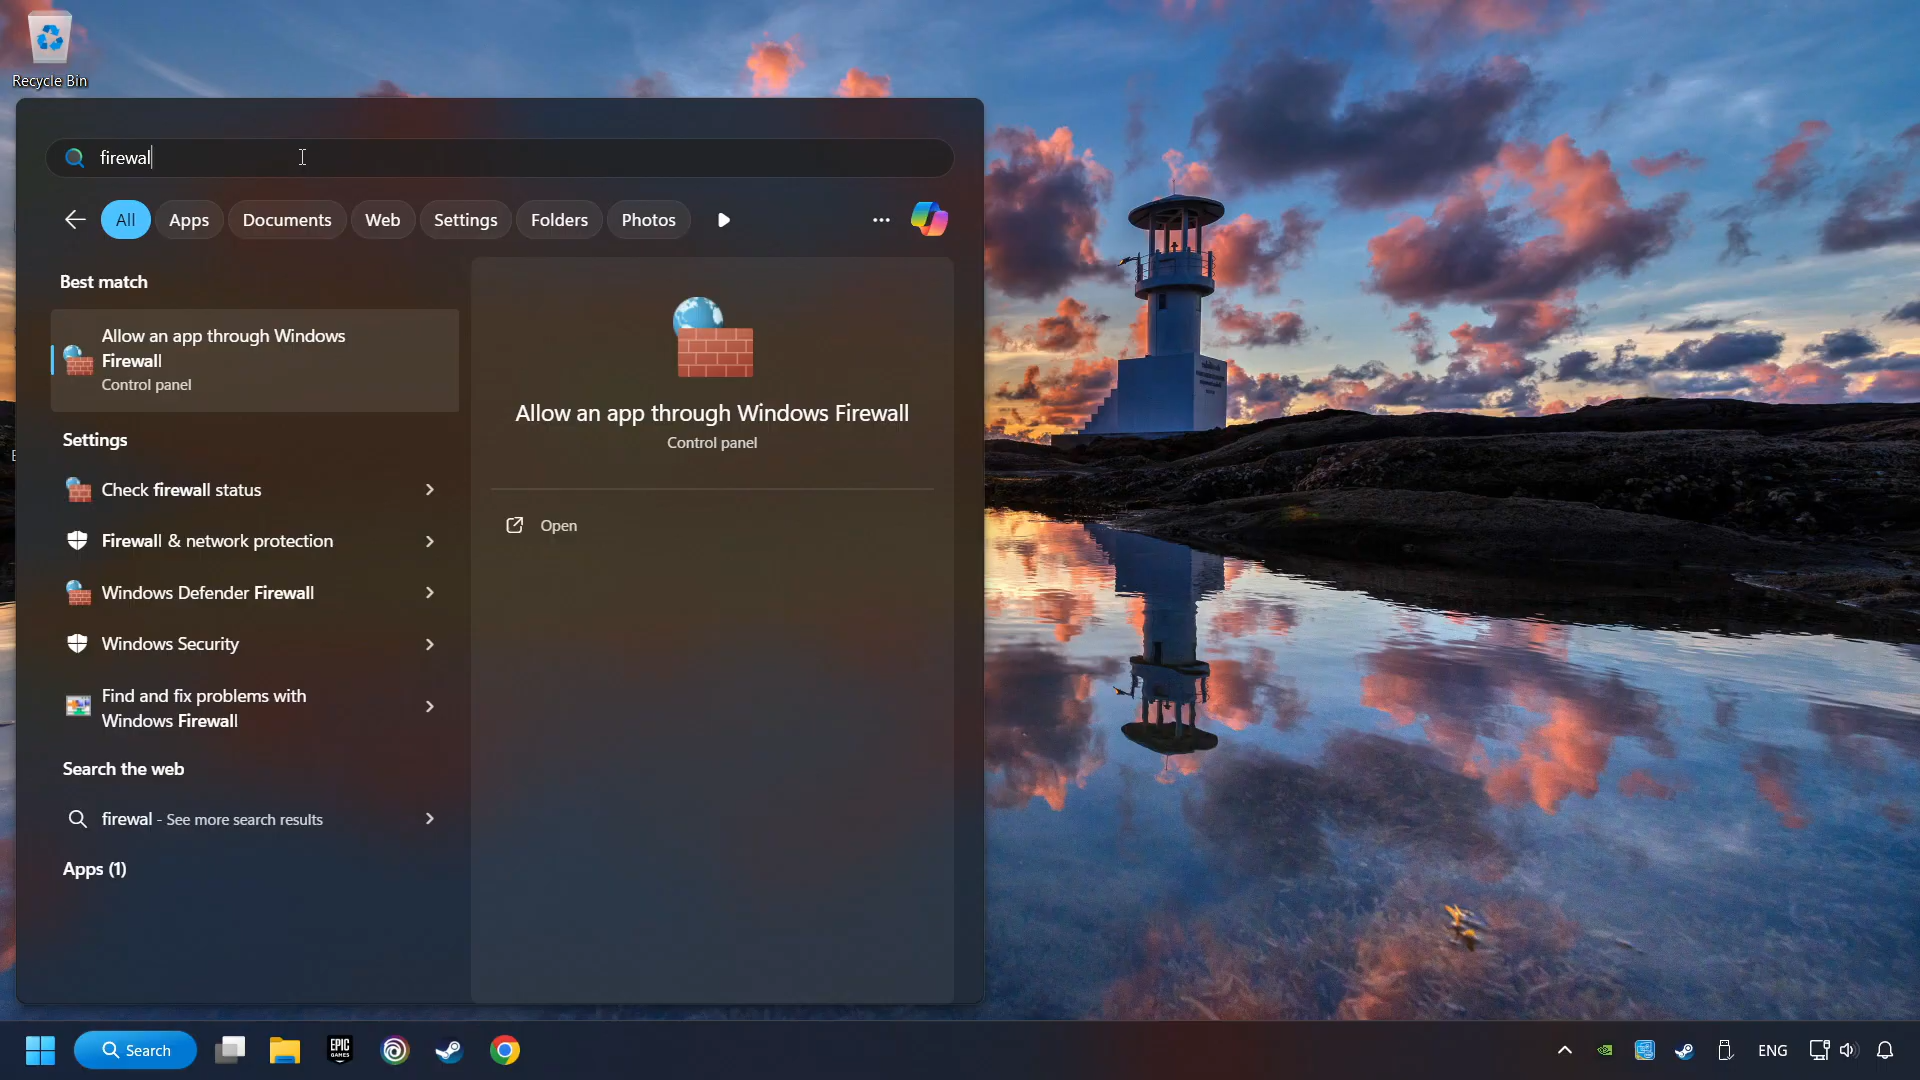 Recycle Bin
firewal
All
Apps
Documents
Web
Settings
Folders
Photos
Best match
Allow an app through Windows
Firewall
Control panel
Settings
Check firewall status
Firewall & network protection
Windows Defender Firewall
Windows Security
Find and fix problems with
Windows Firewall
Search the web
firewal - See more search results
Apps (1)
Allow an app through Windows Firewall
Control panel
Open
Search
EPIC
GAMES
ENG